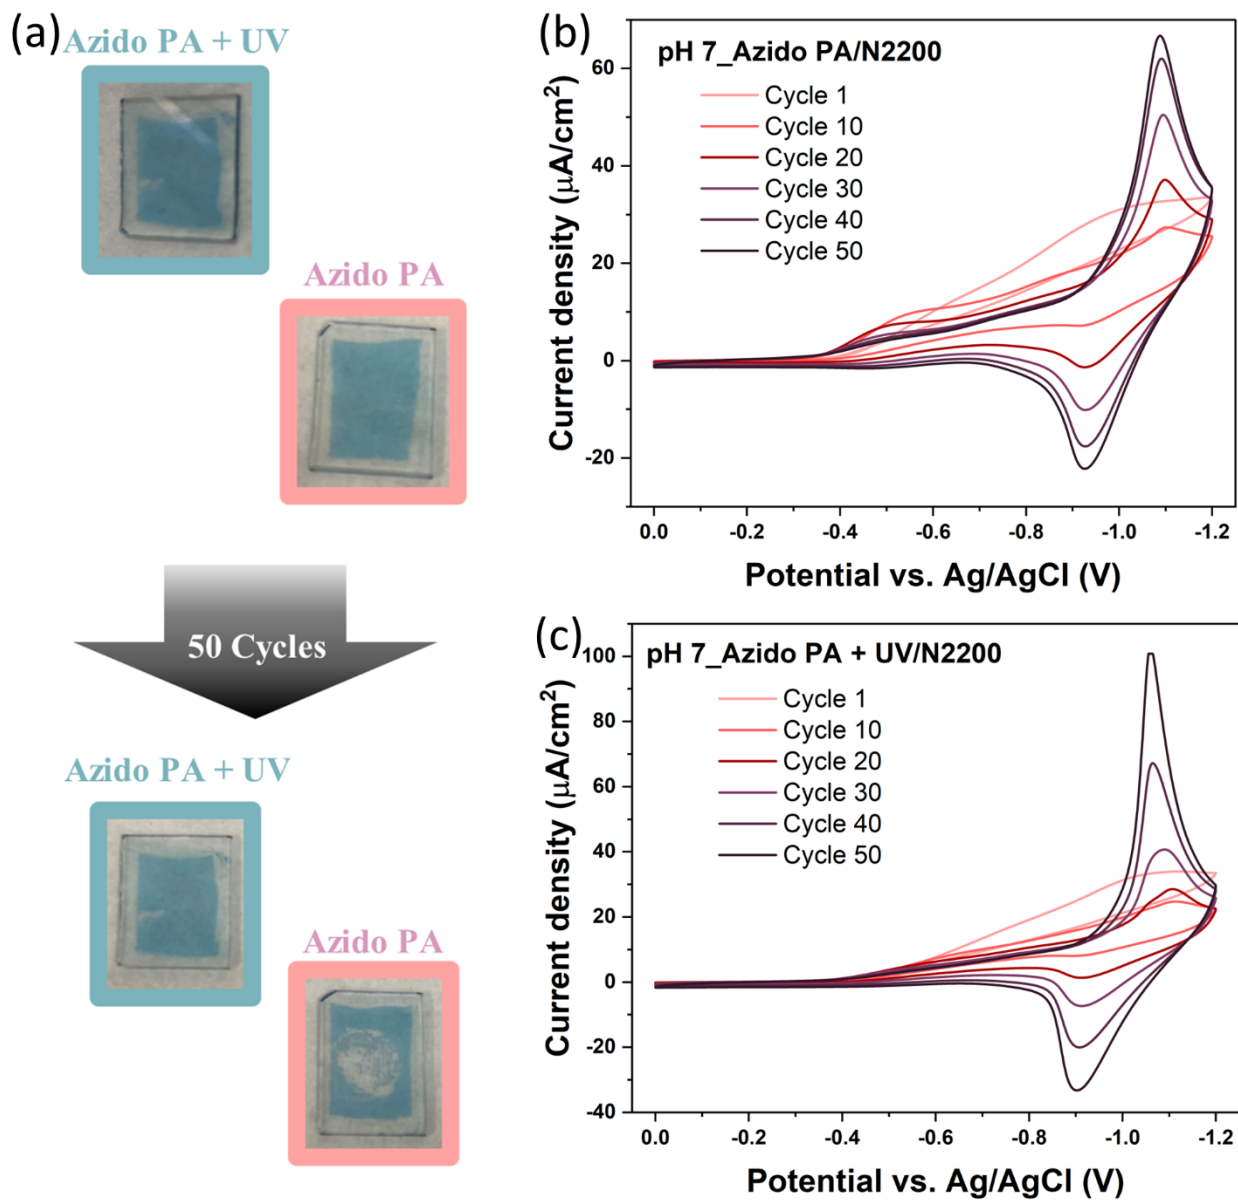 (a)
Azido PA + UV
Azido PA
50 Cycles
Azido PA + UV
Azido PA
(b)
pH 7_Azido PA/N2200
Cycle 1
Cycle 10
Cycle 20
Cycle 30
Cycle 40
Cycle 50
Current density (µA/cm²)
60
40
20
0
-20
0.0 -0.2 -0.4 -0.6 -0.8 -1.0 -1.2
Potential vs. Ag/AgCl (V)
(c)
pH 7_Azido PA + UV/N2200
Cycle 1
Cycle 10
Cycle 20
Cycle 30
Cycle 40
Cycle 50
Current density (µA/cm²)
100
80
60
40
20
0
-20
-40
0.0 -0.2 -0.4 -0.6 -0.8 -1.0 -1.2
Potential vs. Ag/AgCl (V)